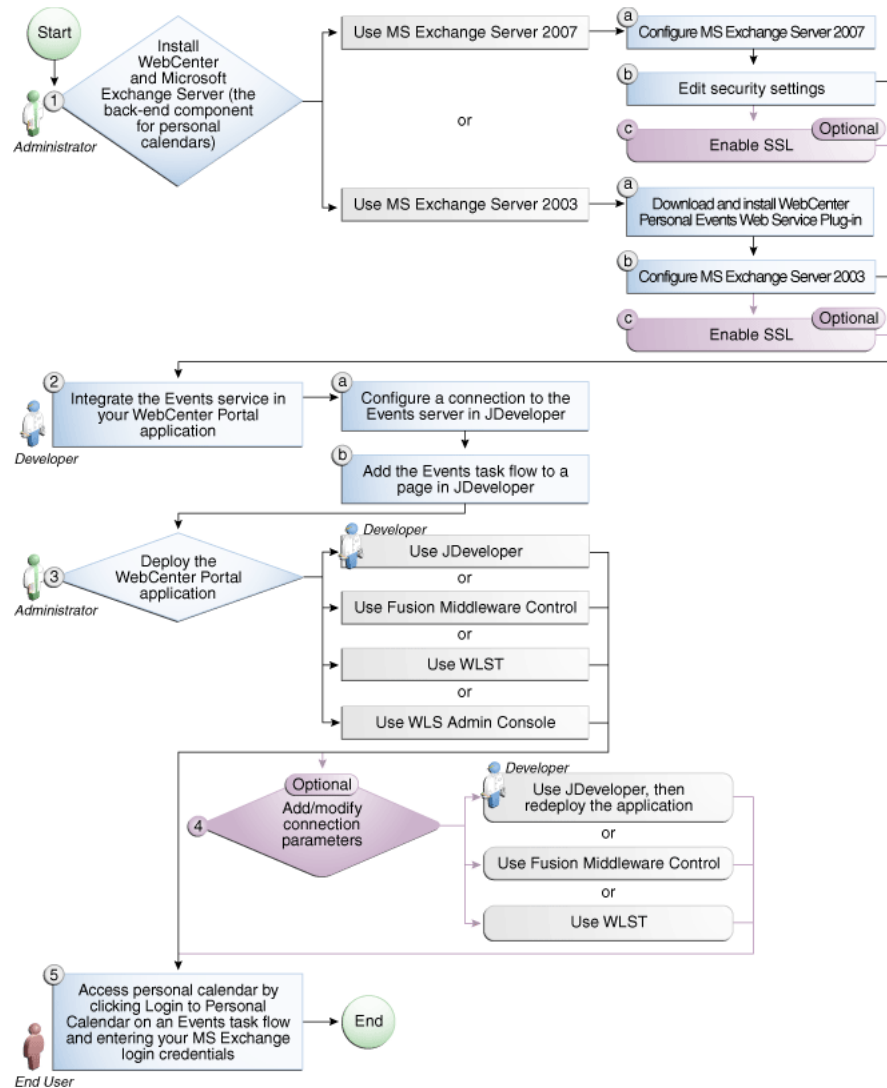 Start
1
Install
WebCenter
and Microsoft
Exchange Server (the
back-end component
for personal
calendars)
Administrator
Use MS Exchange Server 2007
or
Use MS Exchange Server 2003
a
Configure MS Exchange Server 2007
b
Edit security settings
c
Optional
Enable SSL
a
Download and install WebCenter
Personal Events Web Service Plug-in
b
Configure MS Exchange Server 2003
c
Optional
Enable SSL
2
Integrate the Events service in
your WebCenter Portal
application
Developer
a
Configure a connection to the
Events server in JDeveloper
b
Add the Events task flow to a
page in JDeveloper
3
Deploy the
WebCenter Portal
application
Administrator
Developer
Use JDeveloper
or
Use Fusion Middleware Control
or
Use WLST
or
Use WLS Admin Console
Optional
4
Add/modify
connection
parameters
Developer
Use JDeveloper, then
redeploy the application
or
Use Fusion Middleware Control
or
Use WLST
5
Access personal calendar by
clicking Login to Personal
Calendar on an Events task flow
and entering your MS Exchange
login credentials
End User
End